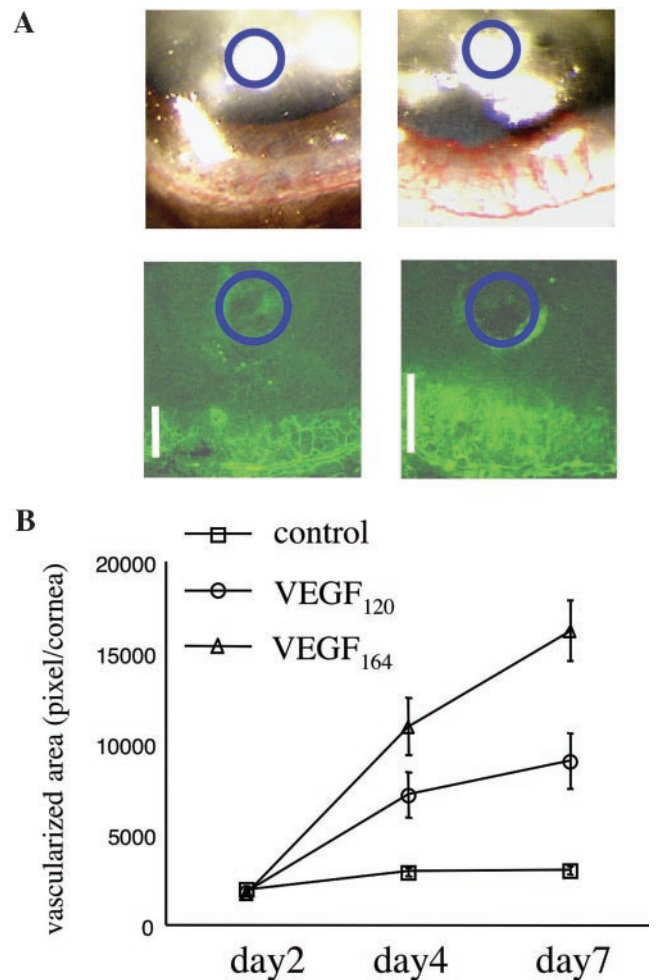 A
B
control
VEGF120
VEGF164
vascularized area (pixel/cornea)
20000
15000
10000
5000
0
day2 day4 day7